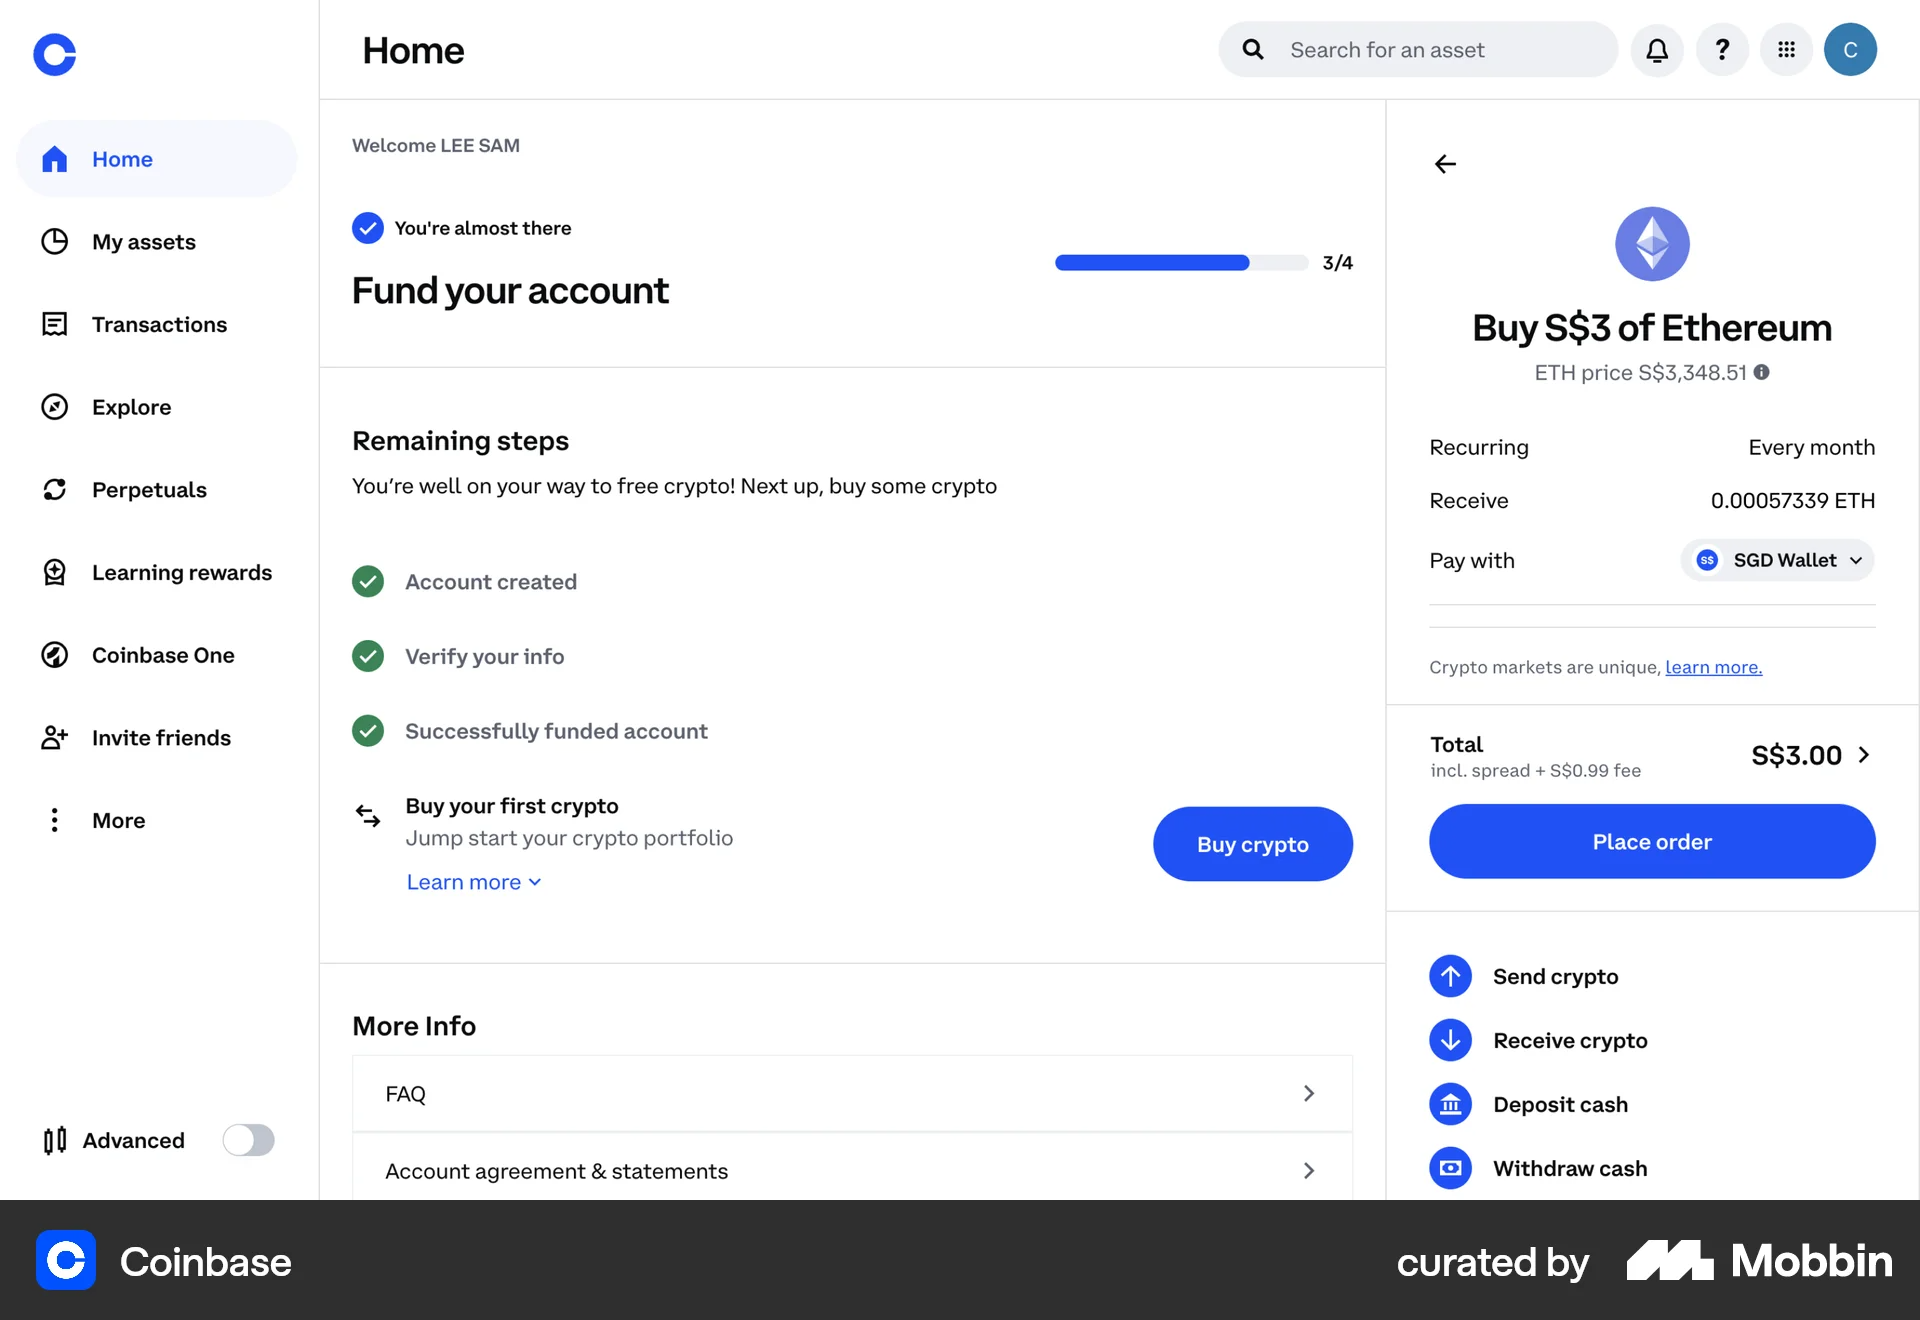 Home
Search for an asset
?
C
Home
My assets
Transactions
Explore
Perpetuals
Learning rewards
Coinbase One
Invite friends
More
Advanced
Welcome LEE SAM
You're almost there
Fund your account
3/4
Remaining steps
You’re well on your way to free crypto! Next up, buy some crypto
Account created
Verify your info
Successfully funded account
Buy your first crypto
Jump start your crypto portfolio
Learn more
Buy crypto
More Info
FAQ
Account agreement & statements
Buy S$3 of Ethereum
ETH price S$3,348.51
Recurring Every month
Receive 0.00057339 ETH
Pay with S$ SGD Wallet
Crypto markets are unique, learn more.
Total S$3.00
incl. spread + S$0.99 fee
Place order
Send crypto
Receive crypto
Deposit cash
Withdraw cash
Coinbase
curated by Mobbin